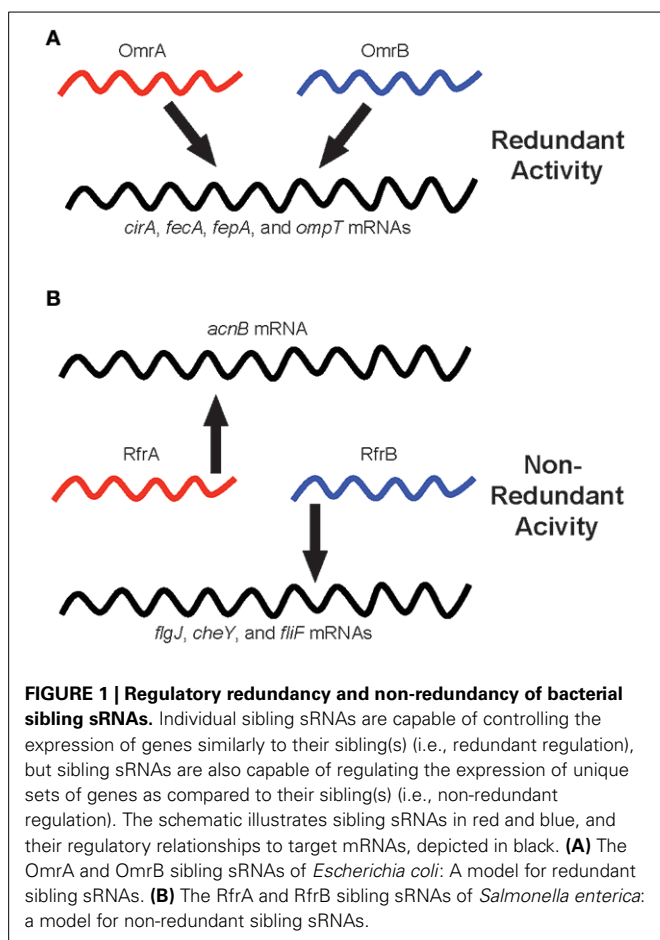 A
OmrA
OmrB
Redundant
Activity
cirA, fecA, fepA, and ompT mRNAs
B
acnB mRNA
RfrA
RfrB
Non-
Redundant
Acivity
flgJ, cheY, and fliF mRNAs
FIGURE 1 | Regulatory redundancy and non-redundancy of bacterial
sibling sRNAs. Individual sibling sRNAs are capable of controlling the
expression of genes similarly to their sibling(s) (i.e., redundant regulation),
but sibling sRNAs are also capable of regulating the expression of unique
sets of genes as compared to their sibling(s) (i.e., non-redundant
regulation). The schematic illustrates sibling sRNAs in red and blue, and
their regulatory relationships to target mRNAs, depicted in black. (A) The
OmrA and OmrB sibling sRNAs of Escherichia coli: A model for redundant
sibling sRNAs. (B) The RfrA and RfrB sibling sRNAs of Salmonella enterica:
a model for non-redundant sibling sRNAs.